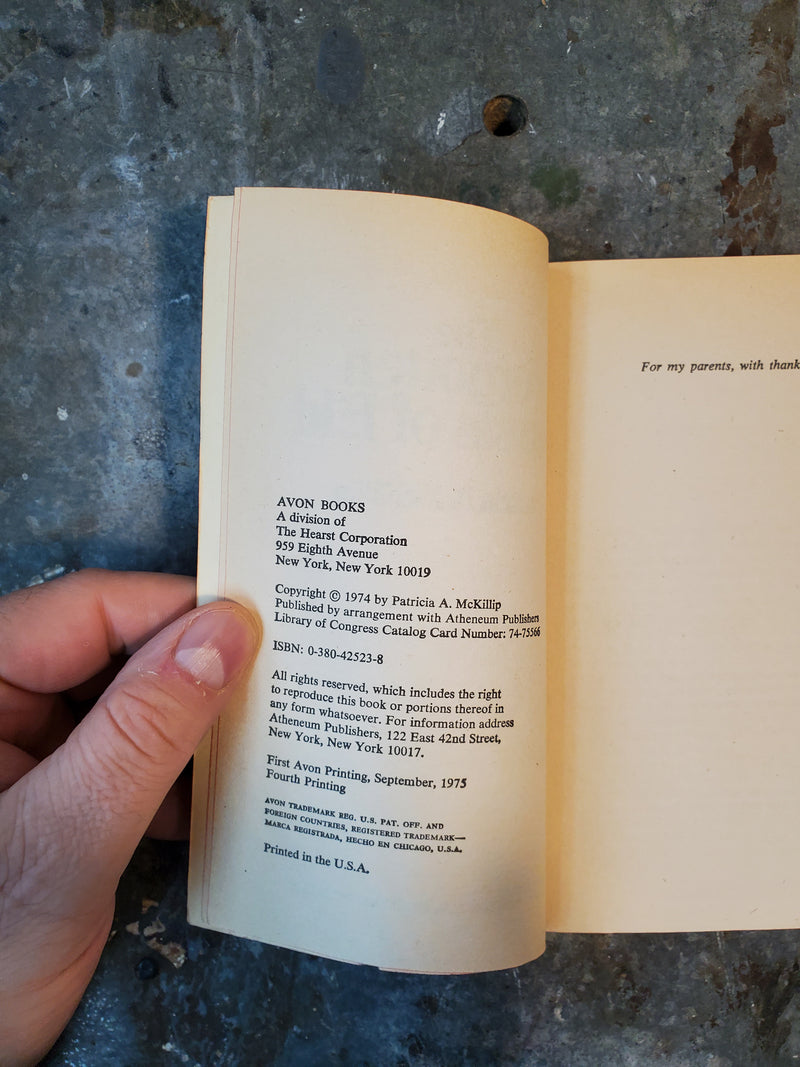 AVON BOOKS
A division of
The Hearst Corporation
959 Eighth Avenue
New York, New York 10019
Copyright © 1974 by Patricia A. McKillip
Published by arrangement with Atheneum Publishers
Library of Congress Catalog Card Number: 74-75566
ISBN: 0-380-42523-8
All rights reserved, which includes the right
to reproduce this book or portions thereof in
any form whatsoever. For information address
Atheneum Publishers, 122 East 42nd Street,
New York, New York 10017.
First Avon Printing, September, 1975
Fourth Printing
AVON TRADEMARK REG. U.S. PAT. OFF. AND
FOREIGN COUNTRIES, REGISTERED TRADEMARK—
MARCA REGISTRADA, HECHO EN CHICAGO, U.S.A.
Printed in the U.S.A.
For my parents, with thank